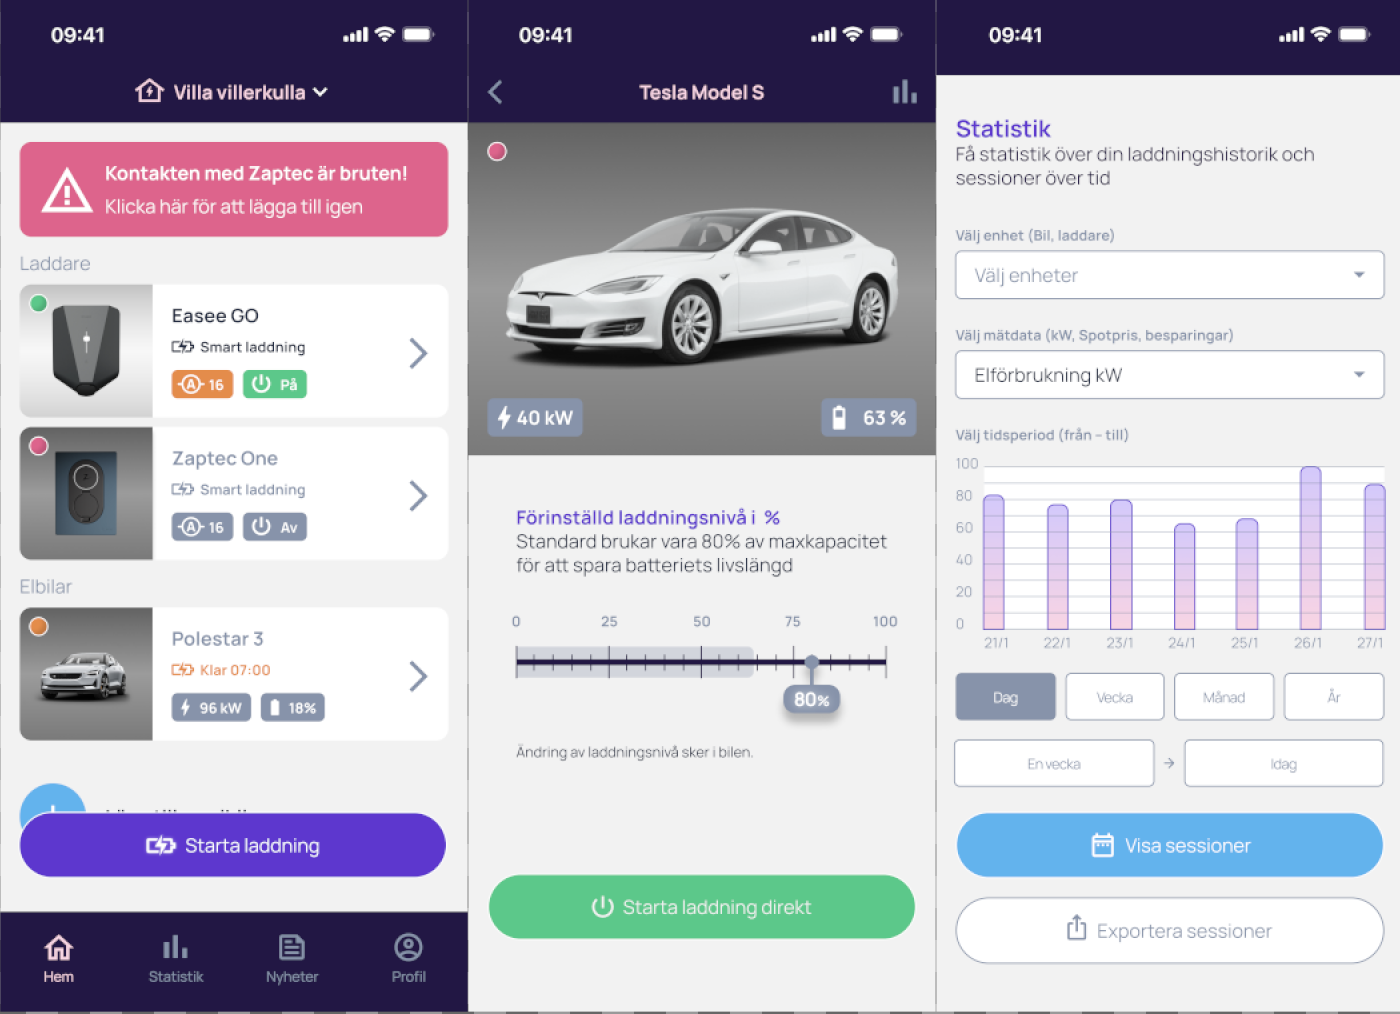 09:41
Villa villerkulla
Kontakten med Zaptec är bruten!
Klicka här för att lägga till igen
Laddare
Easee GO
Smart laddning
A 16
På
Zaptec One
Smart laddning
A 16
Av
Elbilar
Polestar 3
Klar 07:00
96 kW
18%
Starta laddning
Hem
Statistik
Nyheter
Profil
09:41
Tesla Model S
40 kW
63 %
Förinställd laddningsnivå i %
Standard brukar vara 80% av maxkapacitet
för att spara batteriets livslängd
0 25 50 75 100
80%
Ändring av laddningsnivå sker i bilen.
Starta laddning direkt
09:41
Statistik
Få statistik över din laddningshistorik och
sessioner över tid
Välj enhet (Bil, laddare)
Välj enheter
Välj mätdata (kW, Spotpris, besparingar)
Elförbrukning kW
Välj tidsperiod (från – till)
100
80
60
40
20
0
21/1 22/1 23/1 24/1 25/1 26/1 27/1
Dag Vecka Månad År
En vecka → Idag
Visa sessioner
Exportera sessioner